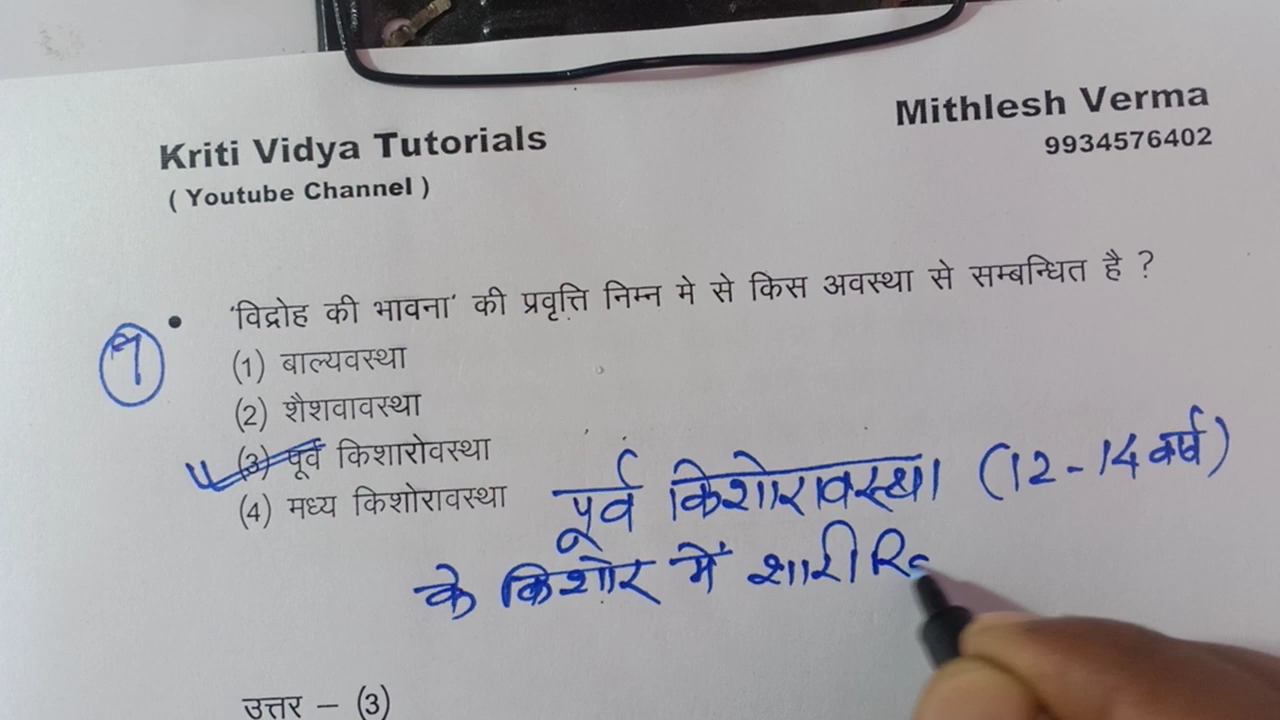 Kriti Vidya Tutorials
( Youtube Channel )
Mithlesh Verma
9934576402
• 'विद्रोह की भावना' की प्रवृत्ति निम्न मे से किस अवस्था से सम्बन्धित है ?
(1) बाल्यवस्था
(2) शैशवावस्था
(3) पूर्व किशारोवस्था
(4) मध्य किशोरावस्था
पूर्व किशोरावस्था (12-14 वर्ष)
के किशोर में
उत्तर – (3)